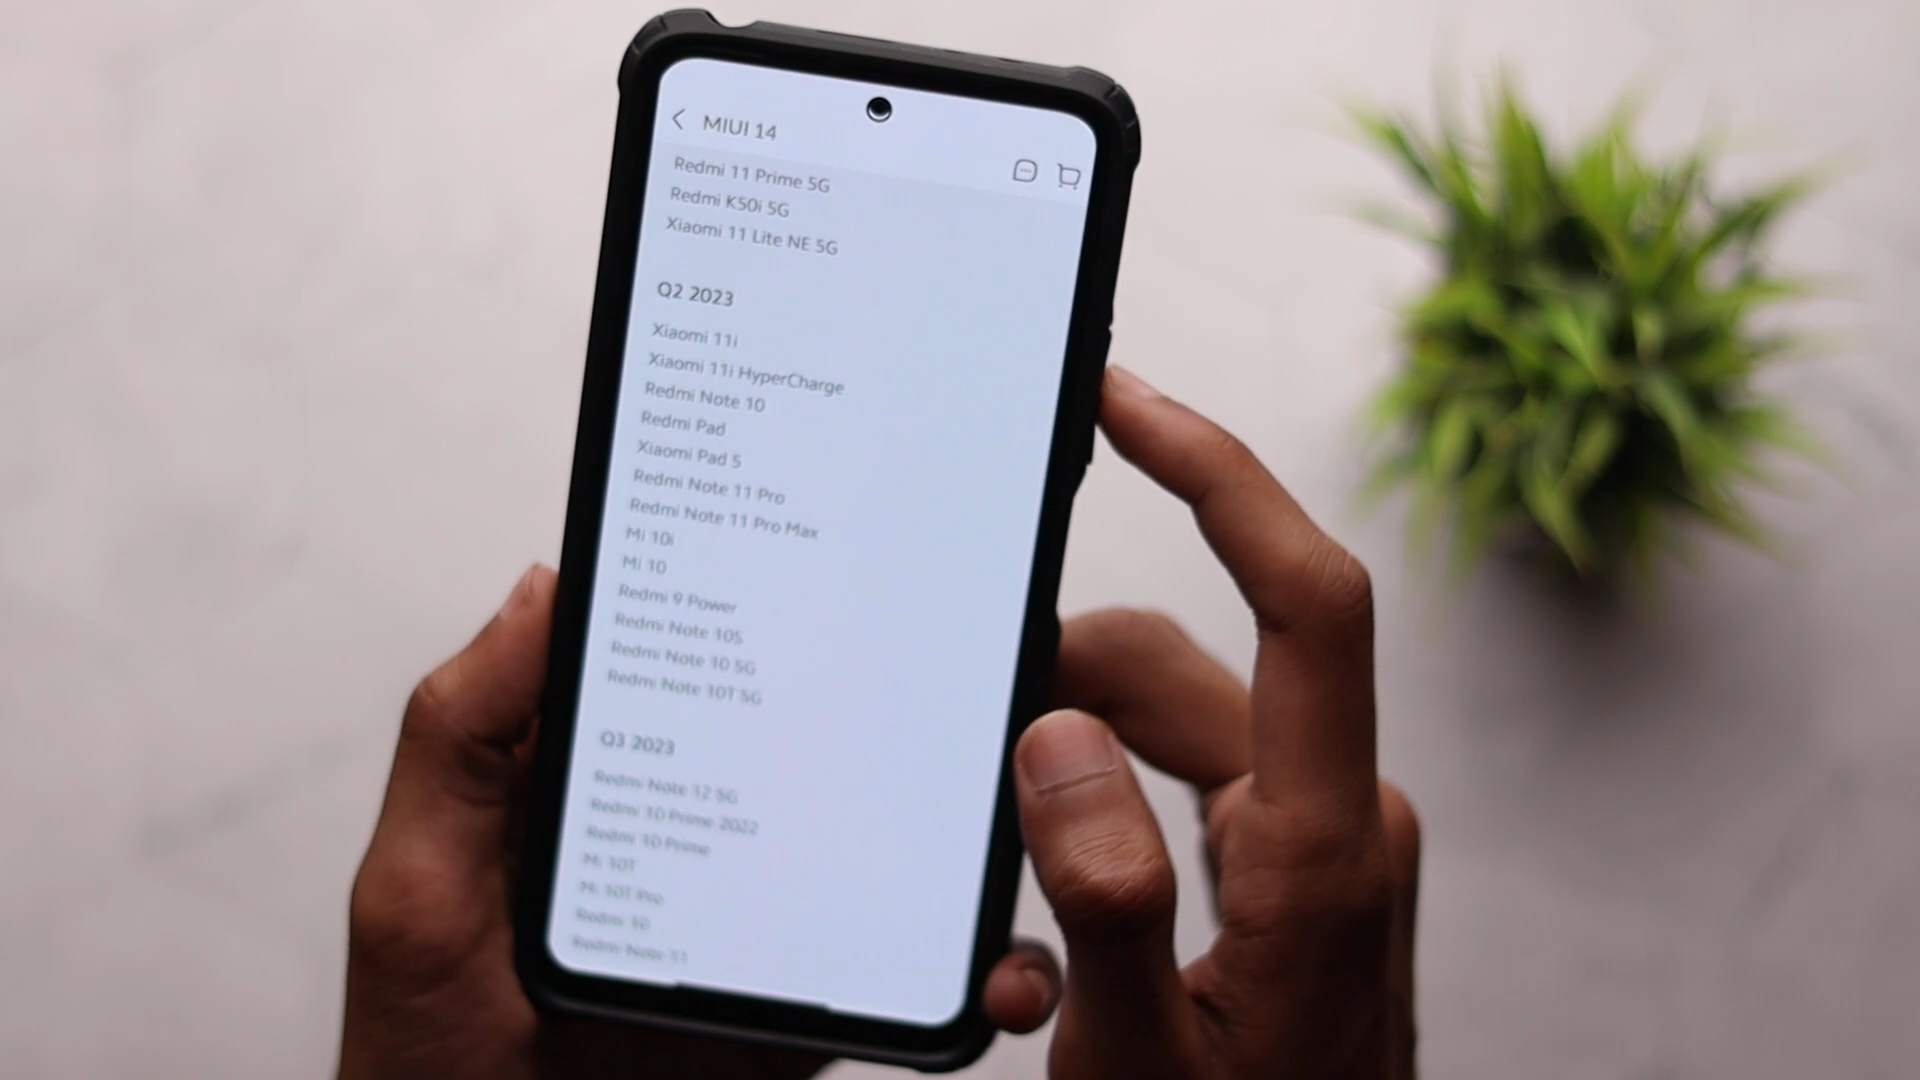 MIUI 14
Redmi 11 Prime 5G
Redmi K50i 5G
Xiaomi 11 Lite NE 5G
Q2 2023
Xiaomi 11i
Xiaomi 11i HyperCharge
Redmi Note 10
Redmi Pad
Xiaomi Pad 5
Redmi Note 11 Pro
Redmi Note 11 Pro Max
Mi 10i
Mi 10
Redmi 9 Power
Redmi Note 10S
Redmi Note 10 5G
Redmi Note 10T 5G
Q3 2023
Redmi Note 12 5G
Redmi 10 Prime 2022
Redmi 10 Prime
Mi 10T
Mi 10T Pro
Redmi 10
Redmi Note 11